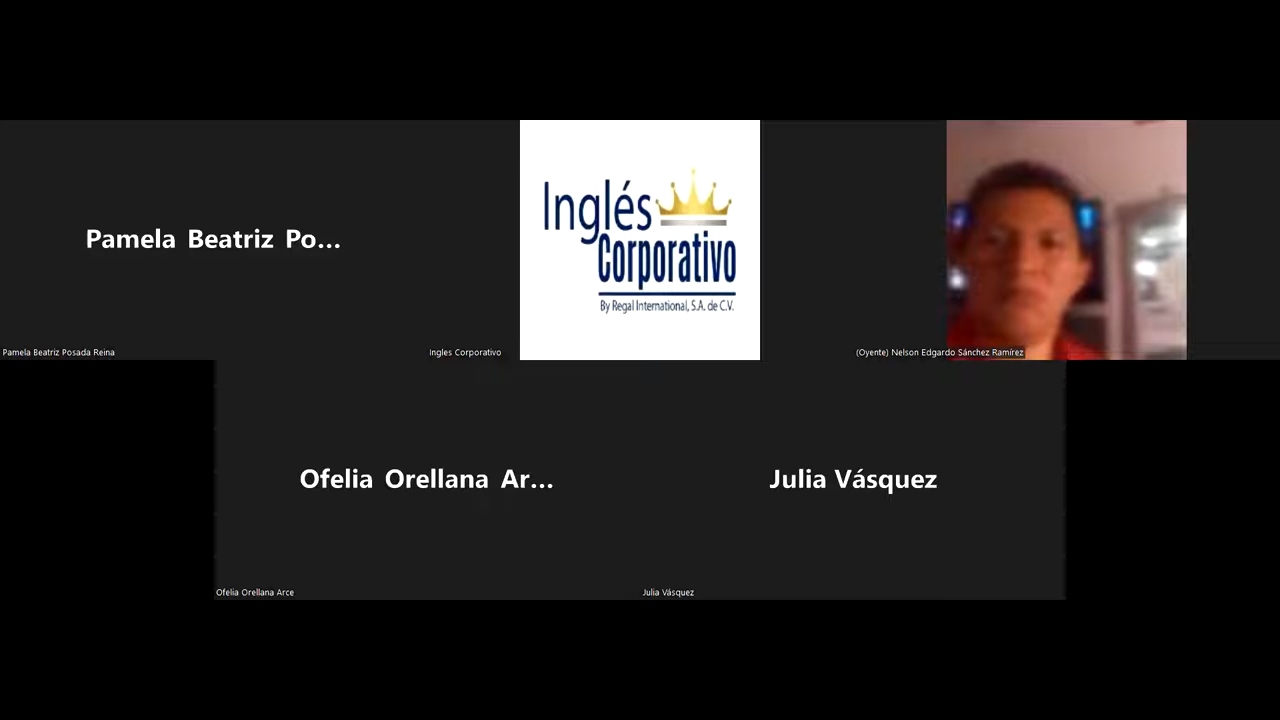 Pamela Beatriz Po...
Pamela Beatriz Posada Reina
Inglés
Corporativo
By Regal International, S.A. de C.V.
Ingles Corporativo
(Oyente) Nelson Edgardo Sánchez Ramírez
Ofelia Orellana Ar...
Ofelia Orellana Arce
Julia Vásquez
Julia Vásquez